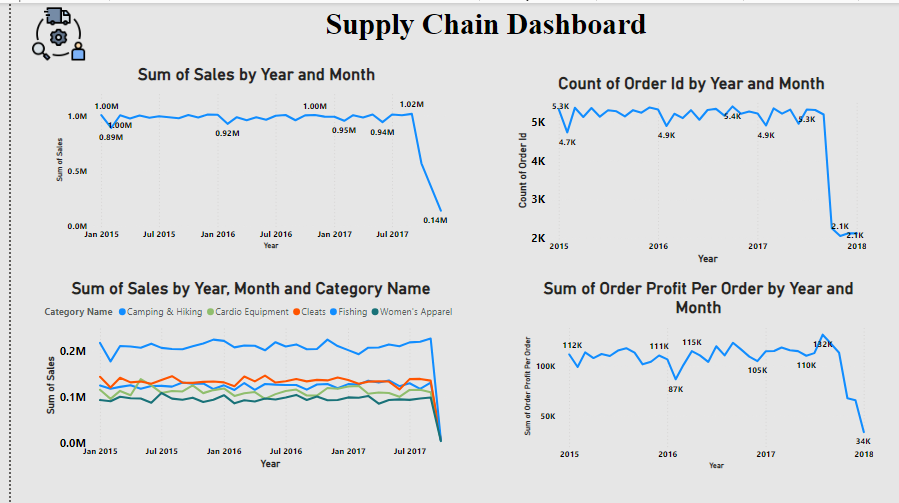 Supply Chain Dashboard
Sum of Sales by Year and Month
Sum of Sales
1.0M
0.5M
0.0M
1.00M
1.00M
0.89M
0.92M
1.00M
0.95M
0.94M
1.02M
0.14M
Jan 2015 Jul 2015 Jan 2016 Jul 2016 Jan 2017 Jul 2017
Year
Count of Order Id by Year and Month
Count of Order Id
5K
4K
3K
2K
5.3K
4.7K
4.9K
5.4K
4.9K
5.3K
2.1K
2.1K
2015 2016 2017 2018
Year
Sum of Sales by Year, Month and Category Name
Category Name Camping & Hiking Cardio Equipment Cleats Fishing Women's Apparel
Sum of Sales
0.2M
0.1M
0.0M
Jan 2015 Jul 2015 Jan 2016 Jul 2016 Jan 2017 Jul 2017
Year
Sum of Order Profit Per Order by Year and
Month
Sum of Order Profit Per Order
100K
50K
112K
111K
87K
115K
105K
110K
132K
34K
2015 2016 2017 2018
Year